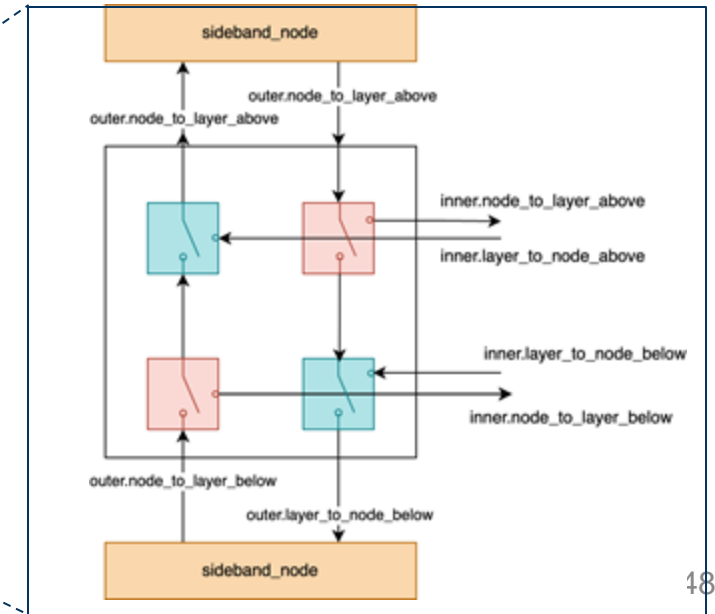 sideband_node
outer.node_to_layer_above
outer.node_to_layer_above
inner.node_to_layer_above
inner.layer_to_node_above
inner.layer_to_node_below
inner.node_to_layer_below
outer.node_to_layer_below
outer.layer_to_node_below
sideband_node
48